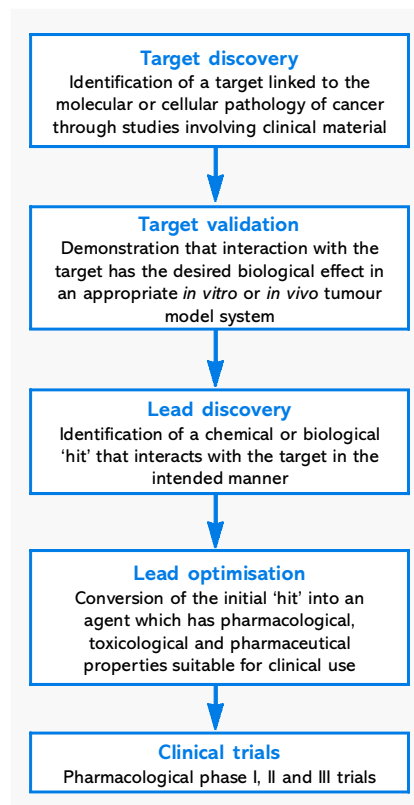 Target discovery
Identification of a target linked to the
molecular or cellular pathology of cancer
through studies involving clinical material
Target validation
Demonstration that interaction with the
target has the desired biological effect in
an appropriate in vitro or in vivo tumour
model system
Lead discovery
Identification of a chemical or biological
‘hit’ that interacts with the target in the
intended manner
Lead optimisation
Conversion of the initial ‘hit’ into an
agent which has pharmacological,
toxicological and pharmaceutical
properties suitable for clinical use
Clinical trials
Pharmacological phase I, II and III trials